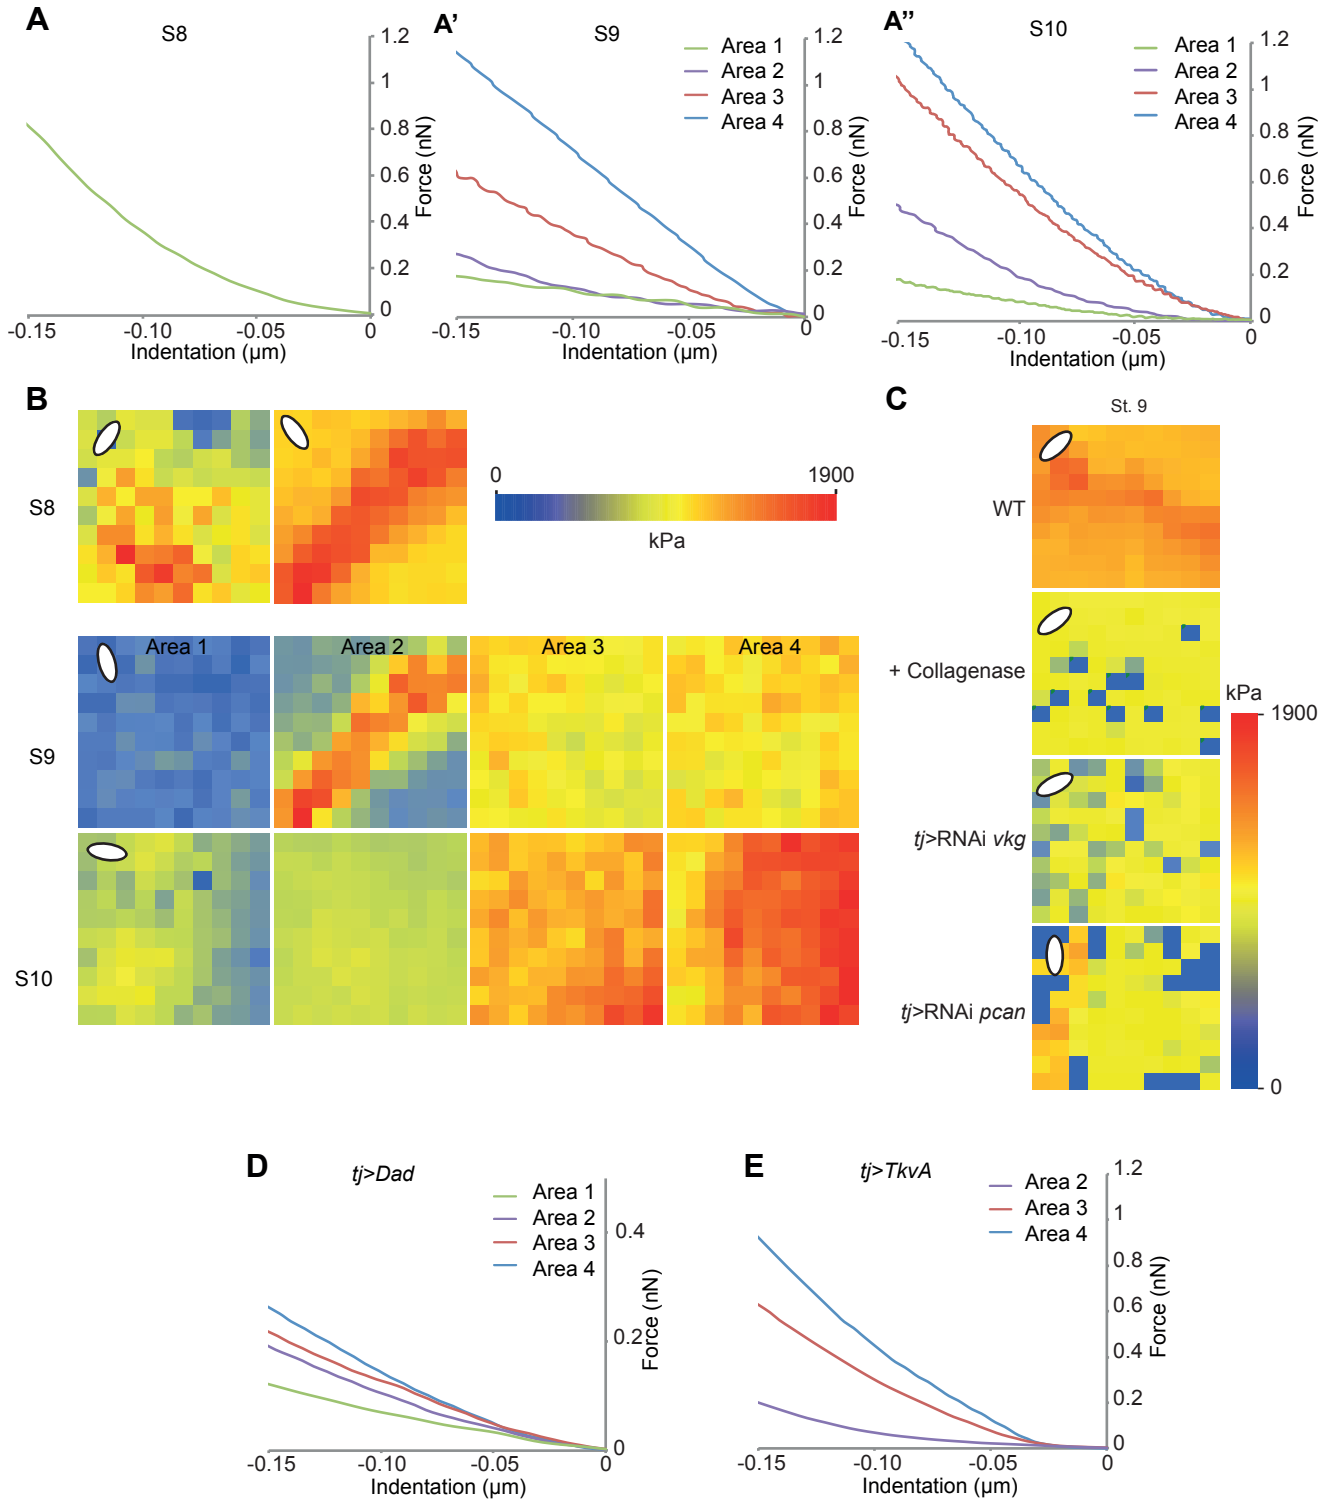 A
S8
1.2
1
0.8
0.6
0.4
0.2
0
Force (nN)
-0.15
-0.10
-0.05
0
Indentation (µm)
A'
S9
Area 1
Area 2
Area 3
Area 4
1.2
1
0.8
0.6
0.4
0.2
0
Force (nN)
-0.15
-0.10
-0.05
0
Indentation (µm)
A"
S10
Area 1
Area 2
Area 3
Area 4
1.2
1
0.8
0.6
0.4
0.2
0
Force (nN)
-0.15
-0.10
-0.05
0
Indentation (µm)
B
S8
0
1900
kPa
Area 1
Area 2
Area 3
Area 4
S9
S10
C
St. 9
WT
+ Collagenase
tj>RNAi vkg
tj>RNAi pcan
kPa
1900
0
D
tj>Dad
Area 1
Area 2
Area 3
Area 4
0.4
0.2
0
Force (nN)
-0.15
-0.10
-0.05
0
Indentation (µm)
E
tj>TkvA
Area 2
Area 3
Area 4
1.2
1
0.8
0.6
0.4
0.2
0
Force (nN)
-0.15
-0.10
-0.05
0
Indentation (µm)